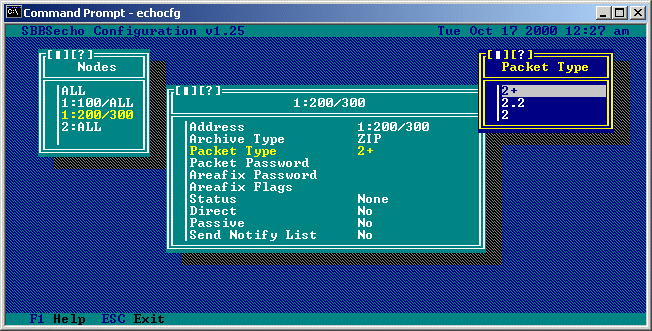 Command Prompt - echocfg
SBBSecho Configuration v1.25 Tue Oct 17 2000 12:27 am
[■][?]
Nodes
ALL
1:100/ALL
1:200/300
2:ALL
[■][?]
1:200/300
Address 1:200/300
Archive Type ZIP
Packet Type 2+
Packet Password
Areafix Password
Areafix Flags
Status None
Direct No
Passive No
Send Notify List No
[■][?]
Packet Type
2+
2.2
2
F1 Help ESC Exit